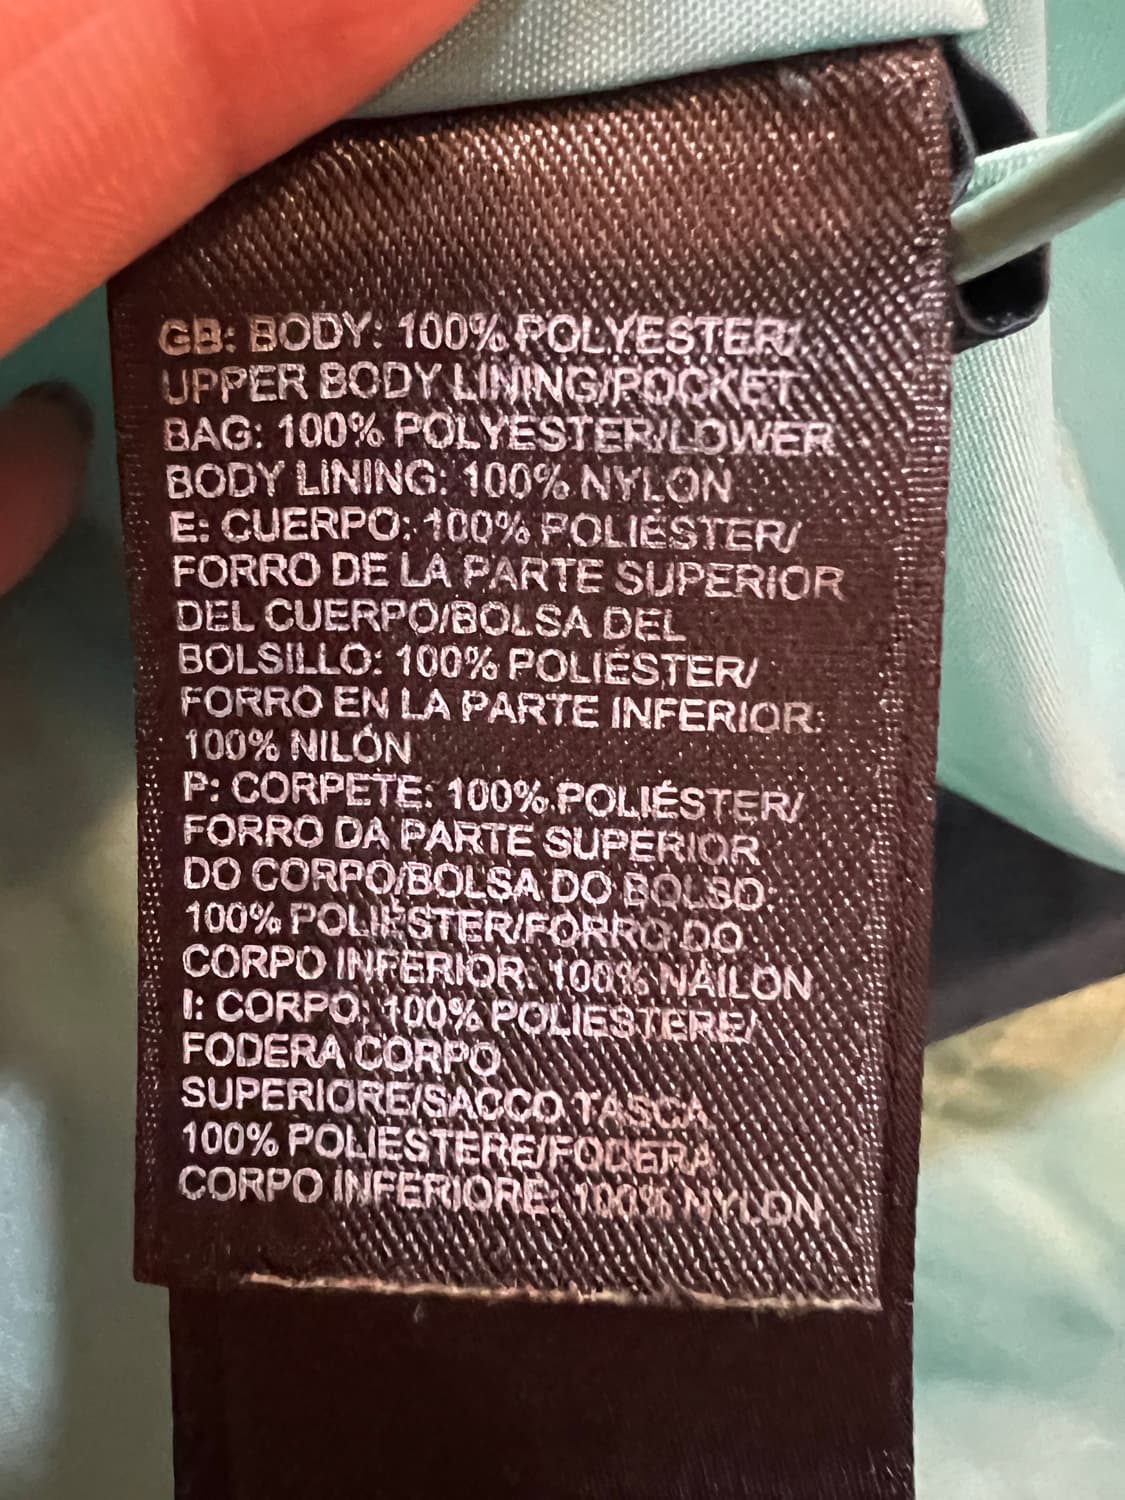 GB: BODY: 100% POLYESTER/
UPPER BODY LINING/POCKET
BAG: 100% POLYESTER/LOWER
BODY LINING: 100% NYLON
E: CUERPO: 100% POLIÉSTER/
FORRO DE LA PARTE SUPERIOR
DEL CUERPO/BOLSA DEL
BOLSILLO: 100% POLIÉSTER/
FORRO EN LA PARTE INFERIOR:
100% NILÓN
P: CORPETE: 100% POLIÉSTER/
FORRO DA PARTE SUPERIOR
DO CORPO/BOLSA DO BOLSO:
100% POLIÉSTER/FORRO DO
CORPO INFERIOR: 100% NÁILON
I: CORPO: 100% POLIESTERE/
FODERA CORPO
SUPERIORE/SACCO TASCA
100% POLIESTERE/FODERA
CORPO INFERIORE: 100% NYLON